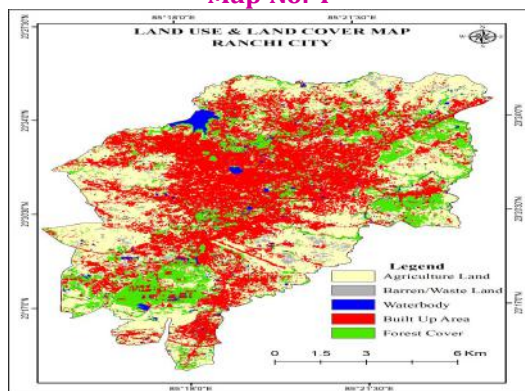 Map No. 1
85°18'0"E 85°21'30"E
LAND USE & LAND COVER MAP
RANCHI CITY
Legend
Agriculture Land
Barren/Waste Land
Waterbody
Built Up Area
Forest Cover
0 1.5 3 6 Km
85°18'0"E 85°21'30"E